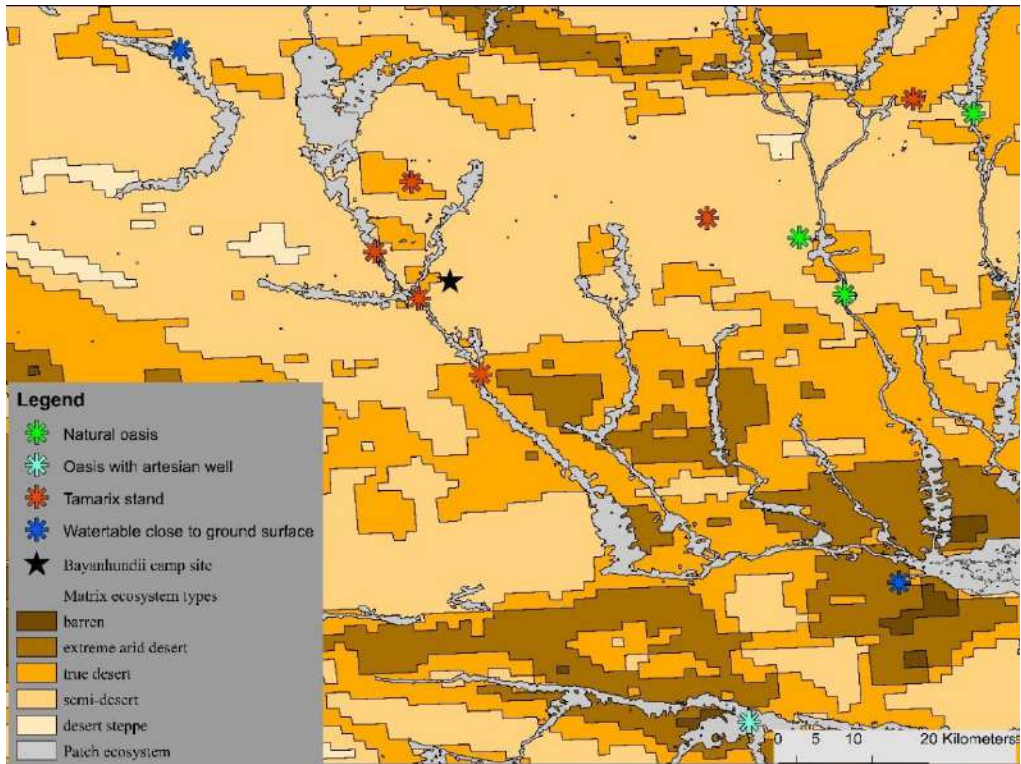 Legend
Natural oasis
Oasis with artesian well
Tamarix stand
Watertable close to ground surface
Bayanhundii camp site
Matrix ecosystem types
barren
extreme arid desert
true desert
semi-desert
desert steppe
Patch ecosystem
0 5 10 20 Kilometers